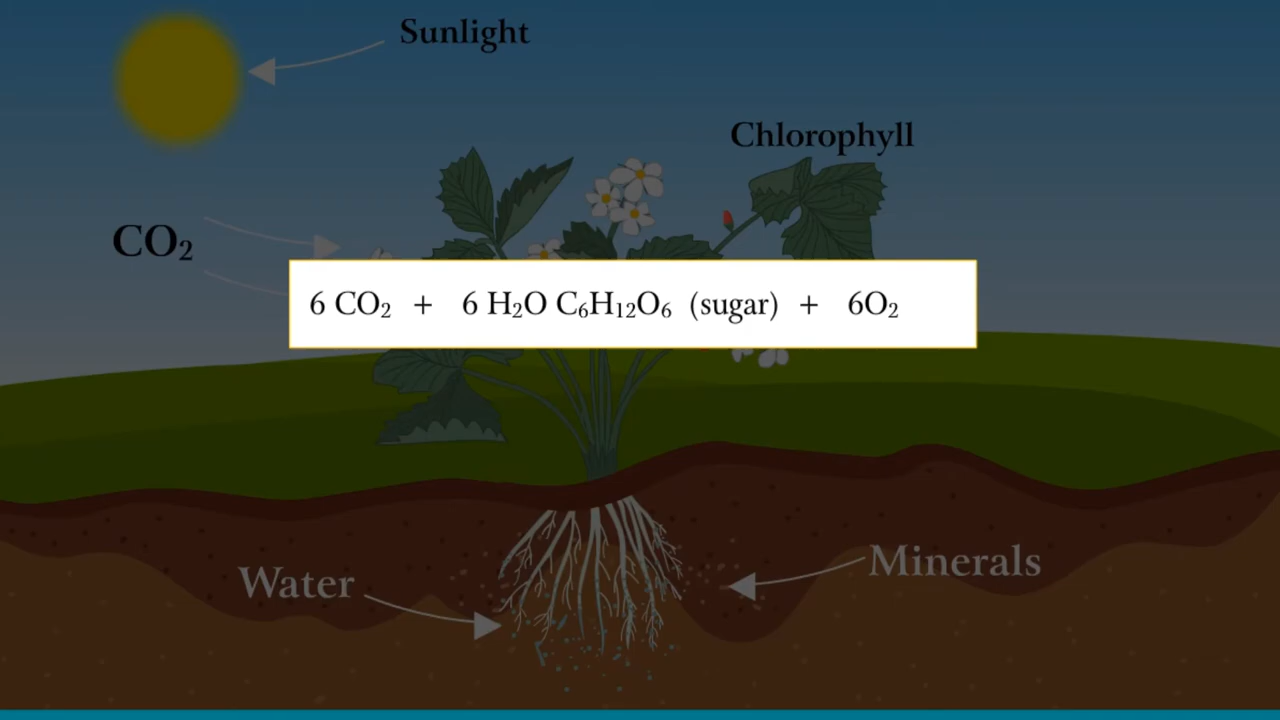 Sunlight
Chlorophyll
CO₂
6 CO₂ + 6 H₂O C₆H₁₂O₆ (sugar) + 6O₂
Minerals
Water